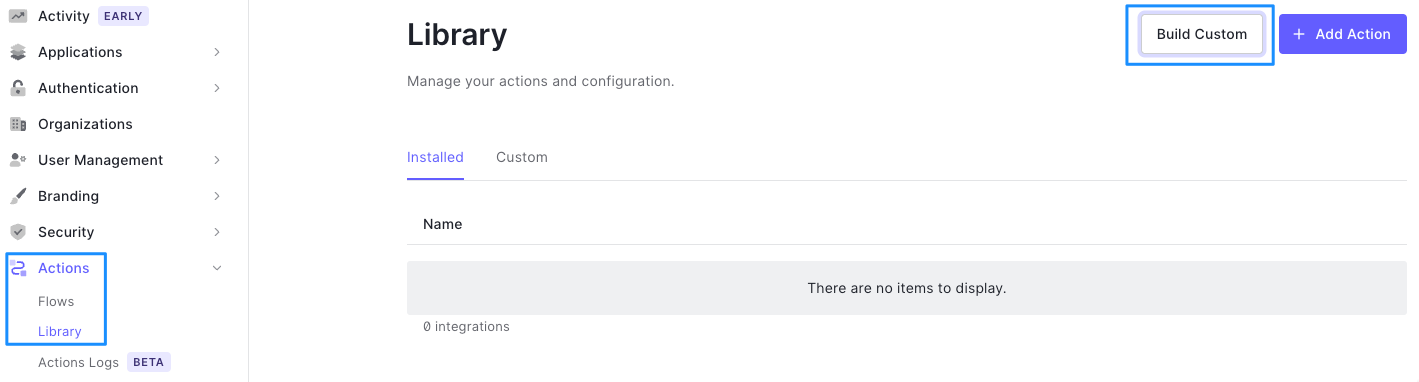 Activity EARLY
Applications
Authentication
Organizations
User Management
Branding
Security
Actions
Flows
Library
Actions Logs BETA
Library
Build Custom
+ Add Action
Manage your actions and configuration.
Installed Custom
Name
There are no items to display.
0 integrations